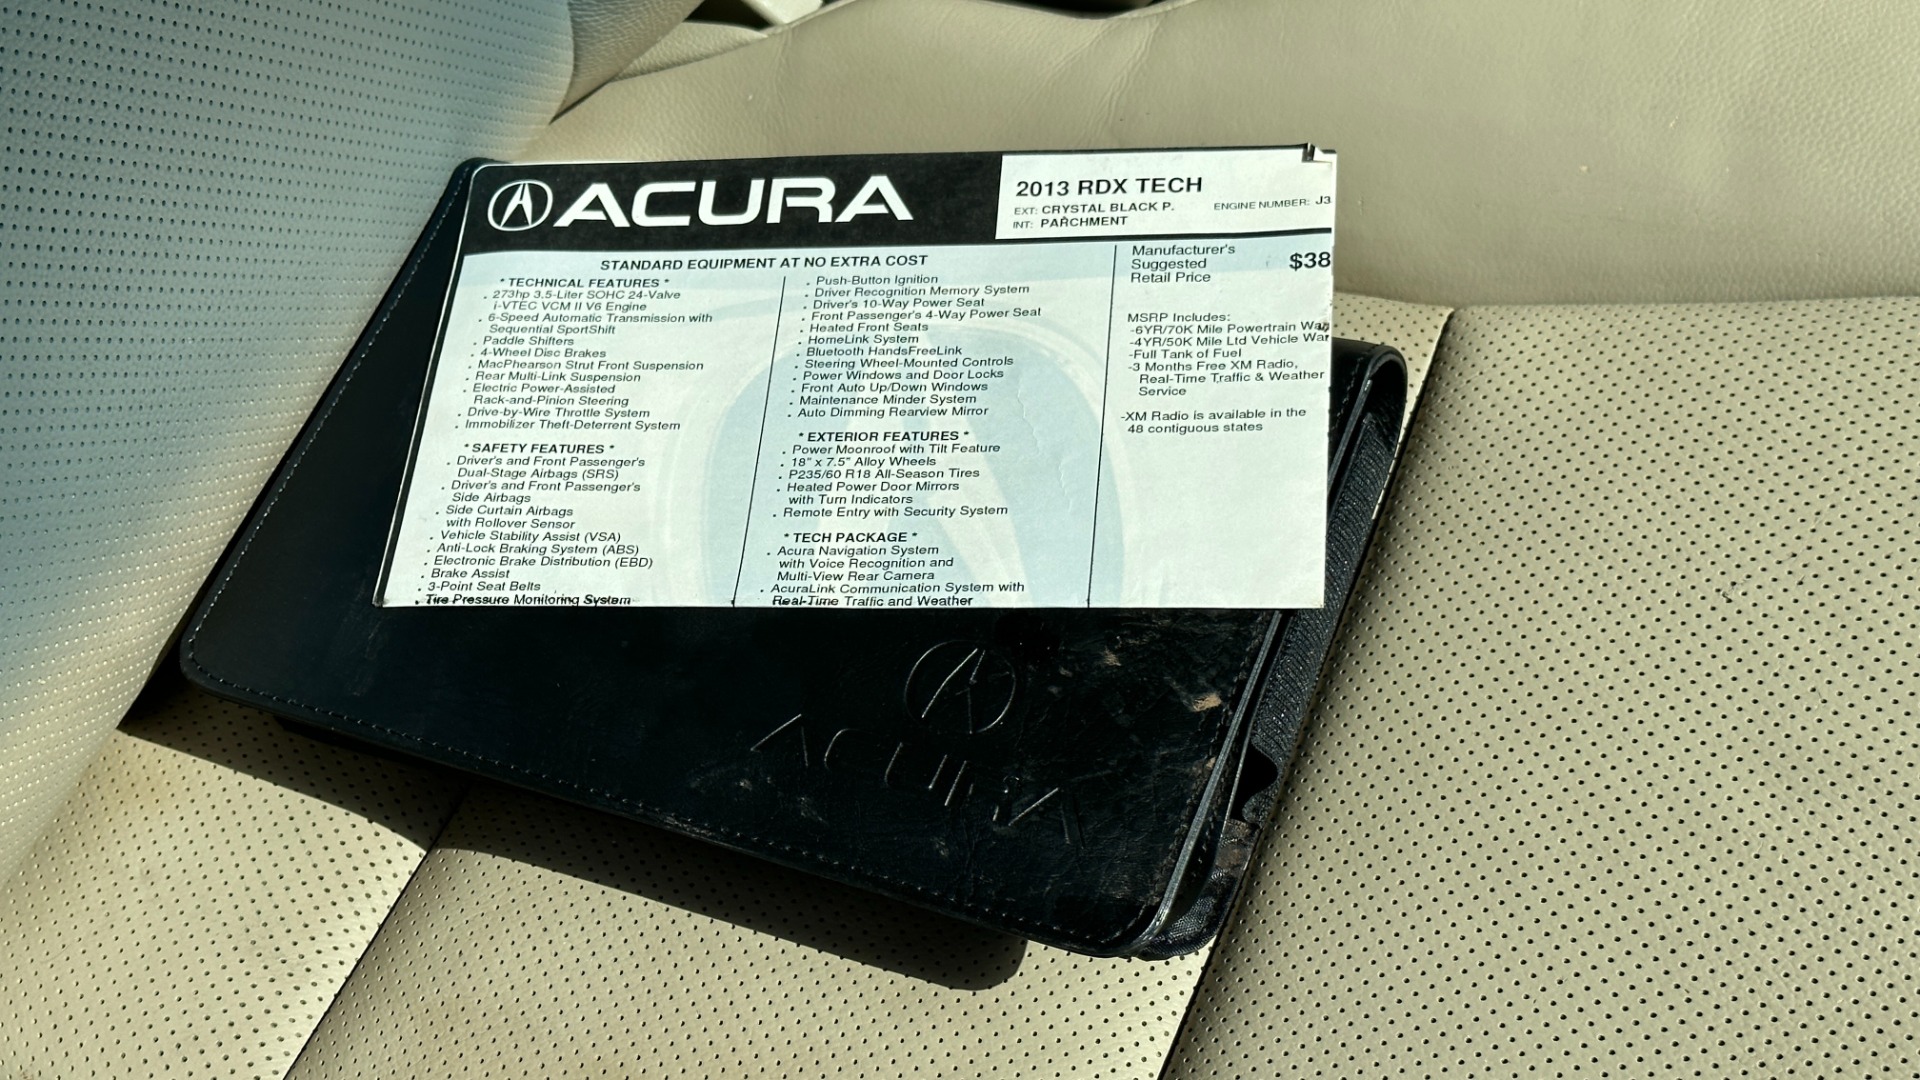 ACURA
2013 RDX TECH
EXT: CRYSTAL BLACK P.
ENGINE NUMBER: J3
INT: PARCHMENT
STANDARD EQUIPMENT AT NO EXTRA COST
* TECHNICAL FEATURES *
. 273hp 3.5-Liter SOHC 24-Valve
i-VTEC VCM II V6 Engine
. 6-Speed Automatic Transmission with
Sequential SportShift
. Paddle Shifters
. 4-Wheel Disc Brakes
. MacPhearson Strut Front Suspension
. Rear Multi-Link Suspension
. Electric Power-Assisted
Rack-and-Pinion Steering
. Drive-by-Wire Throttle System
. Immobilizer Theft-Deterrent System
* SAFETY FEATURES *
. Driver's and Front Passenger's
Dual-Stage Airbags (SRS)
. Driver's and Front Passenger's
Side Airbags
. Side Curtain Airbags
with Rollover Sensor
. Vehicle Stability Assist (VSA)
. Anti-Lock Braking System (ABS)
. Electronic Brake Distribution (EBD)
. Brake Assist
. 3-Point Seat Belts
. Tire Pressure Monitoring System
. Push-Button Ignition
. Driver Recognition Memory System
. Driver's 10-Way Power Seat
. Front Passenger's 4-Way Power Seat
. Heated Front Seats
. HomeLink System
. Bluetooth HandsFreeLink
. Steering Wheel-Mounted Controls
. Power Windows and Door Locks
. Front Auto Up/Down Windows
. Maintenance Minder System
. Auto Dimming Rearview Mirror
* EXTERIOR FEATURES *
. Power Moonroof with Tilt Feature
. 18" x 7.5" Alloy Wheels
. P235/60 R18 All-Season Tires
. Heated Power Door Mirrors
with Turn Indicators
. Remote Entry with Security System
* TECH PACKAGE *
. Acura Navigation System
with Voice Recognition and
Multi-View Rear Camera
. AcuraLink Communication System with
Real-Time Traffic and Weather
Manufacturer's
Suggested
Retail Price
$38
MSRP Includes:
-6YR/70K Mile Powertrain War
-4YR/50K Mile Ltd Vehicle War
-Full Tank of Fuel
-3 Months Free XM Radio,
Real-Time Traffic & Weather
Service
-XM Radio is available in the
48 contiguous states
ACURA